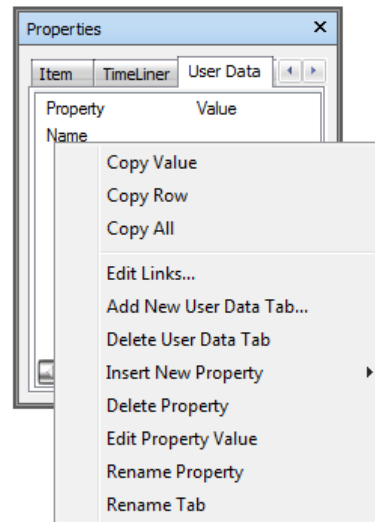 Properties
Item TimeLiner User Data
Property Value
Name
Copy Value
Copy Row
Copy All
Edit Links...
Add New User Data Tab...
Delete User Data Tab
Insert New Property
Delete Property
Edit Property Value
Rename Property
Rename Tab